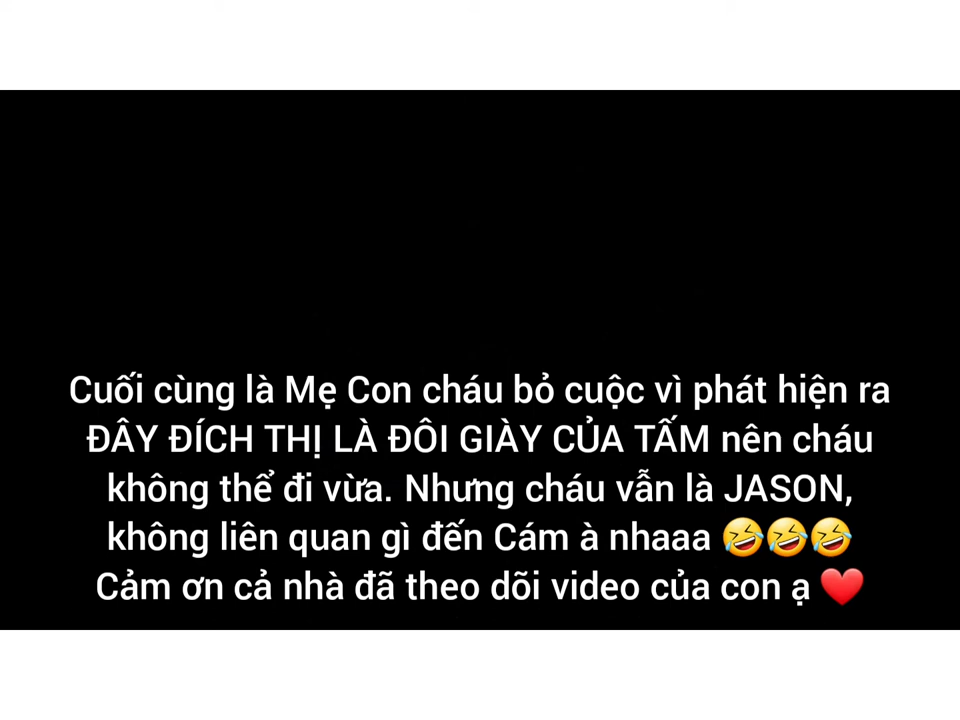 Cuối cùng là Mẹ Con cháu bỏ cuộc vì phát hiện ra
ĐÂY ĐÍCH THỊ LÀ ĐÔI GIÀY CỦA TẤM nên cháu
không thể đi vừa. Nhưng cháu vẫn là JASON,
không liên quan gì đến Cám à nhaaa 🤣🤣🤣
Cảm ơn cả nhà đã theo dõi video của con ạ ❤️